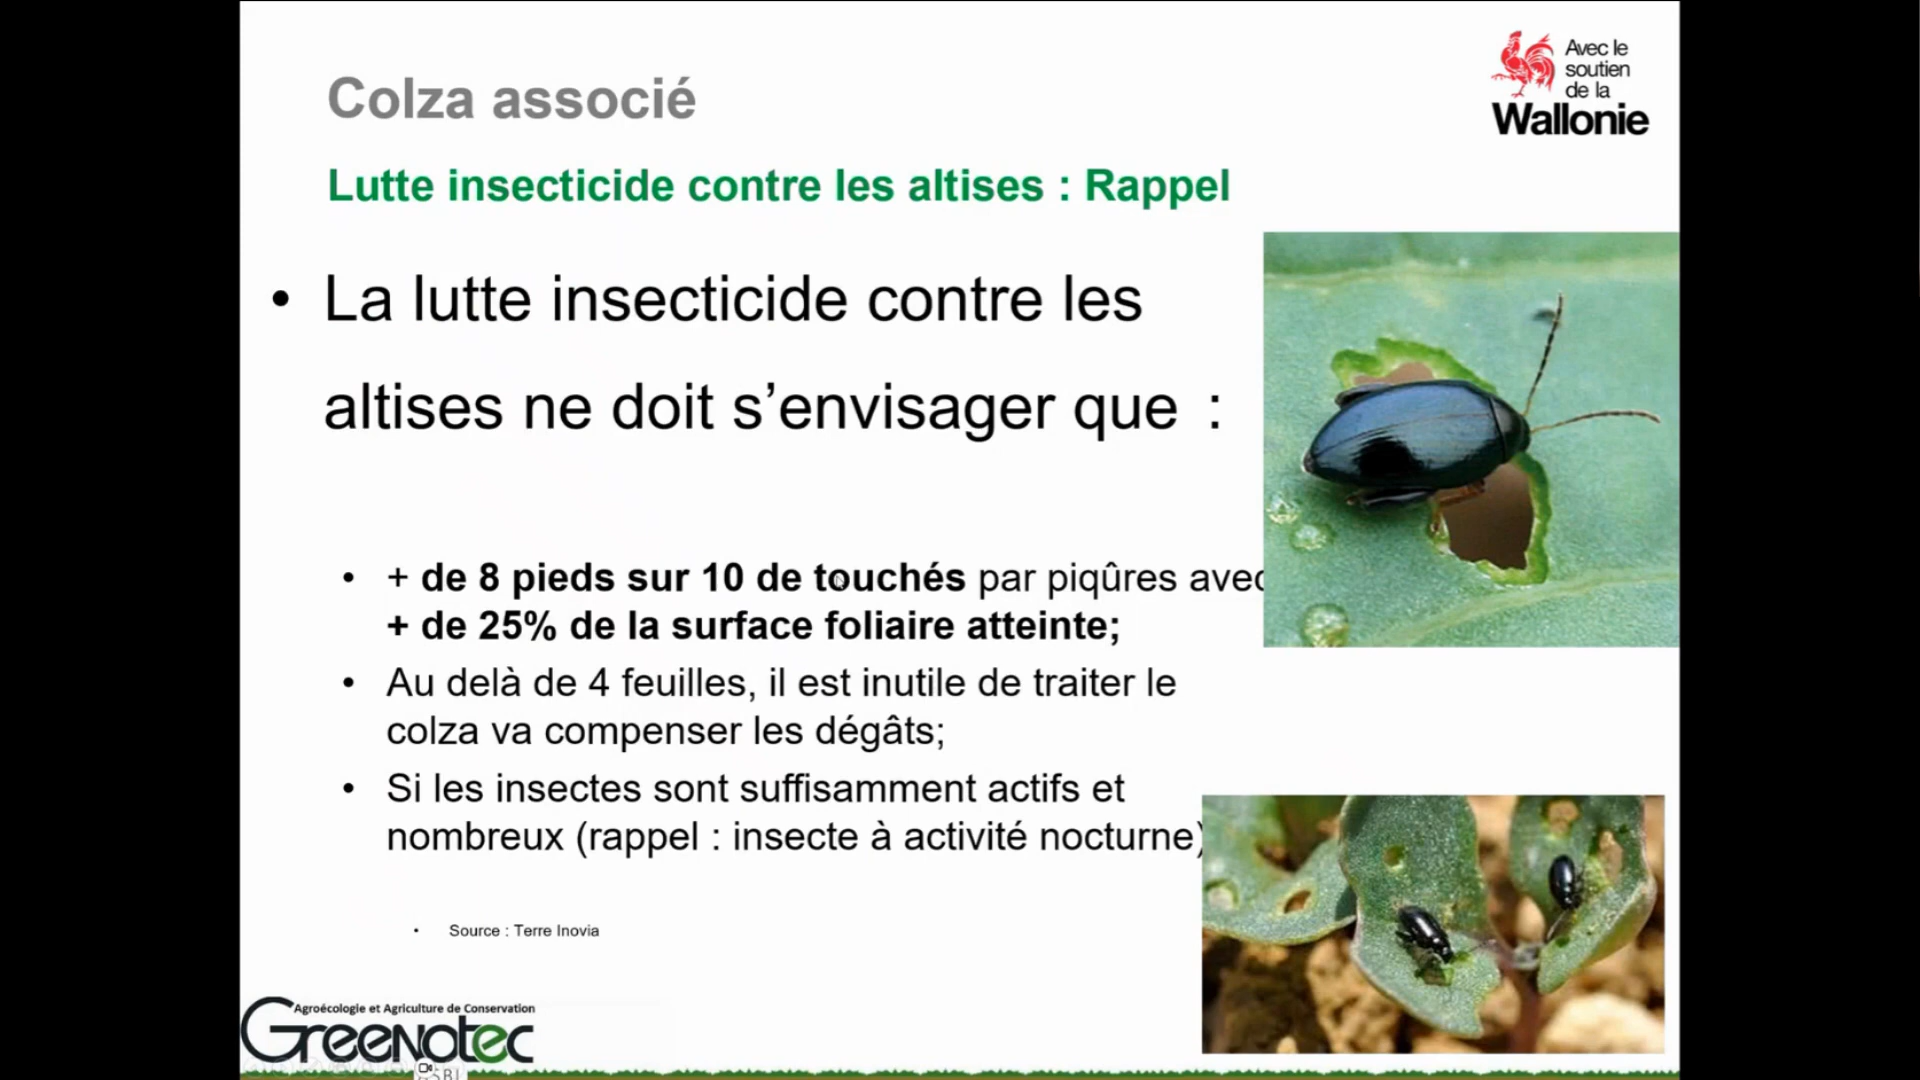 Colza associé
Avec le
soutien
de la
Wallonie
Lutte insecticide contre les altises : Rappel
• La lutte insecticide contre les
altises ne doit s’envisager que :
• + de 8 pieds sur 10 de touchés par piqûres avec
+ de 25% de la surface foliaire atteinte;
• Au delà de 4 feuilles, il est inutile de traiter le
colza va compenser les dégâts;
• Si les insectes sont suffisamment actifs et
nombreux (rappel : insecte à activité nocturne)
• Source : Terre Inovia
Agroécologie et Agriculture de Conservation
Greenotec